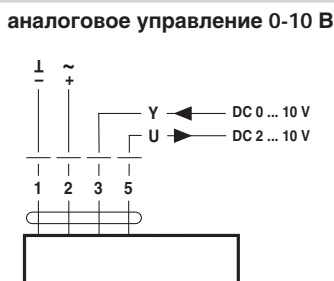 аналоговое управление 0-10 В
⊥ ~
− +
Y DC 0 ... 10 V
U DC 2 ... 10 V
1 2 3 5